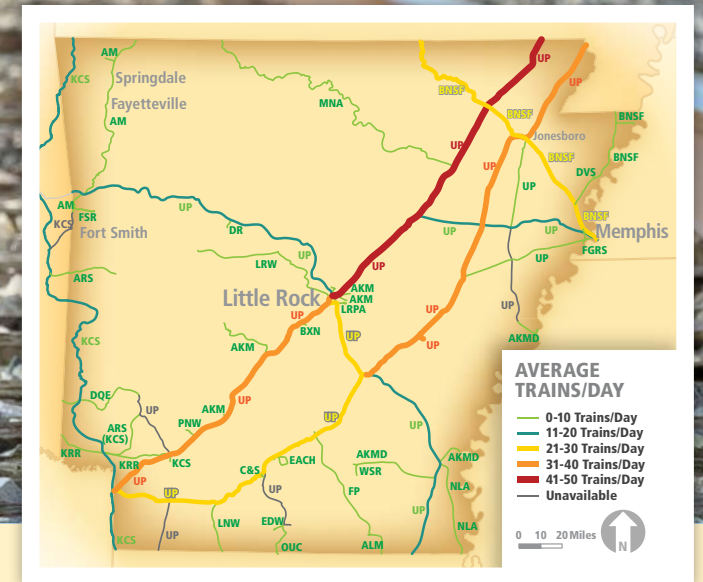 AM
UP
KCS
Springdale
UP
BNSF
Fayetteville
MNA
BNSF
BNSF
AM
Jonesboro
UP
BNSF
BNSF
UP
DVS
UP
AM
UP
FSR
BNSF
KCS
Fort Smith
DR
UP
UP
Memphis
FGRS
UP
LRW
UP
UP
ARS
AKM
Little Rock
AKM
LRPA
UP
UP
UP
BXN
UP
AKMD
KCS
AKM
UP
DQE
UP
UP
AKM
UP
PNW
UP
ARS
(KCS)
KRR
KRR
KCS
C&S
EACH
AKMD
WSR
AKMD
UP
UP
UP
FP
NLA
UP
LNW
EDW
NLA
KCS
UP
OUC
ALM
AVERAGE
TRAINS/DAY
0-10 Trains/Day
11-20 Trains/Day
21-30 Trains/Day
31-40 Trains/Day
41-50 Trains/Day
Unavailable
0 10 20 Miles
N